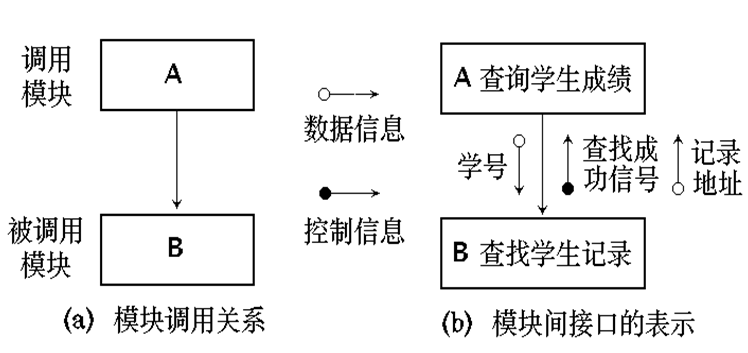 调用
模块
A
数据信息
控制信息
被调用
模块
B
(a) 模块调用关系
A 查询学生成绩
学号
查找成
功信号
记录
地址
B 查找学生记录
(b) 模块间接口的表示